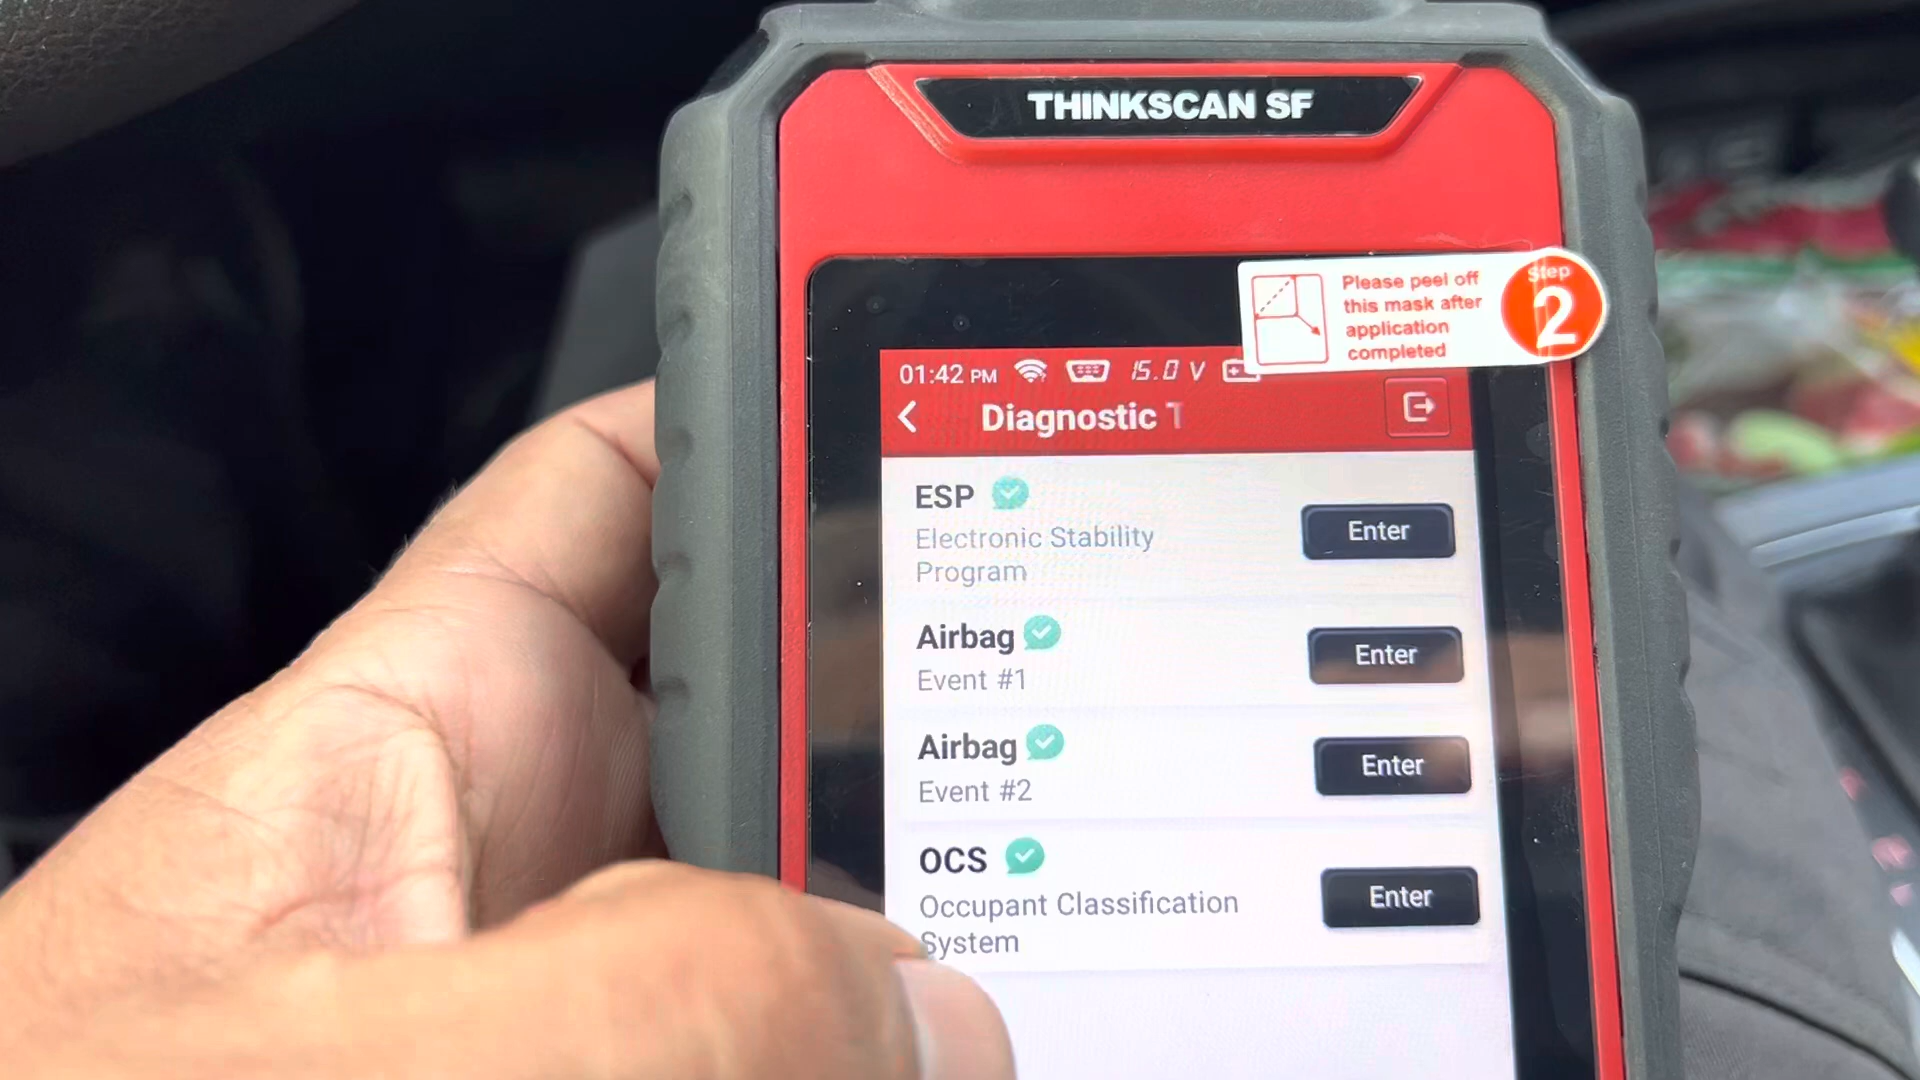 THINKSCAN SF
Please peel off
this mask after
application
completed
Step
2
01:42 PM 15.0 V
Diagnostic T
ESP
Electronic Stability
Program
Enter
Airbag
Event #1
Enter
Airbag
Event #2
Enter
OCS
Occupant Classification
System
Enter